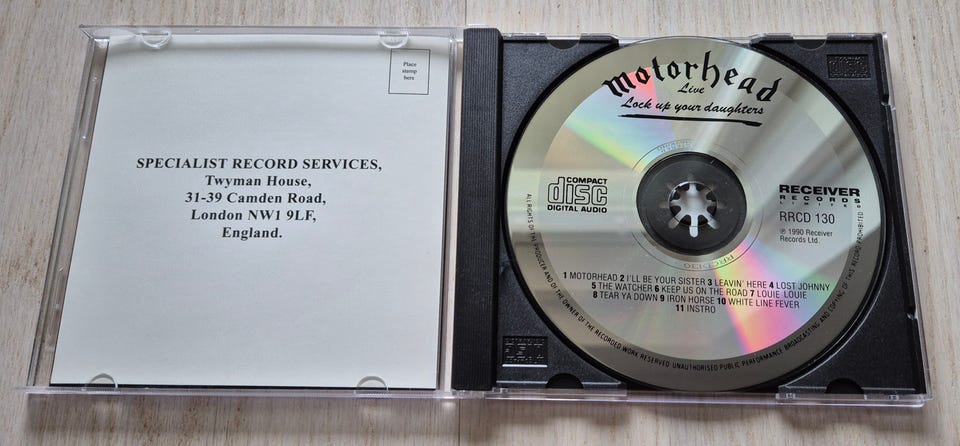 Place
stamp
here
SPECIALIST RECORD SERVICES,
Twyman House,
31-39 Camden Road,
London NW1 9LF,
England.
motorhead
Live
Lock up your daughters
COMPACT
disc
DIGITAL AUDIO
RECEIVER
RECORDS
LIMITED
RRCD 130
℗ 1990 Receiver
Records Ltd.
RRCD130
1 MOTORHEAD 2 I'LL BE YOUR SISTER 3 LEAVIN' HERE 4 LOST JOHNNY
5 THE WATCHER 6 KEEP US ON THE ROAD 7 LOUIE LOUIE
8 TEAR YA DOWN 9 IRON HORSE 10 WHITE LINE FEVER
11 INSTRO
ALL RIGHTS OF THE PRODUCER AND OF THE OWNER OF THE RECORDED WORK RESERVED UNAUTHORISED PUBLIC PERFORMANCE BROADCASTING AND COPYING OF THIS RECORD PROHIBITED